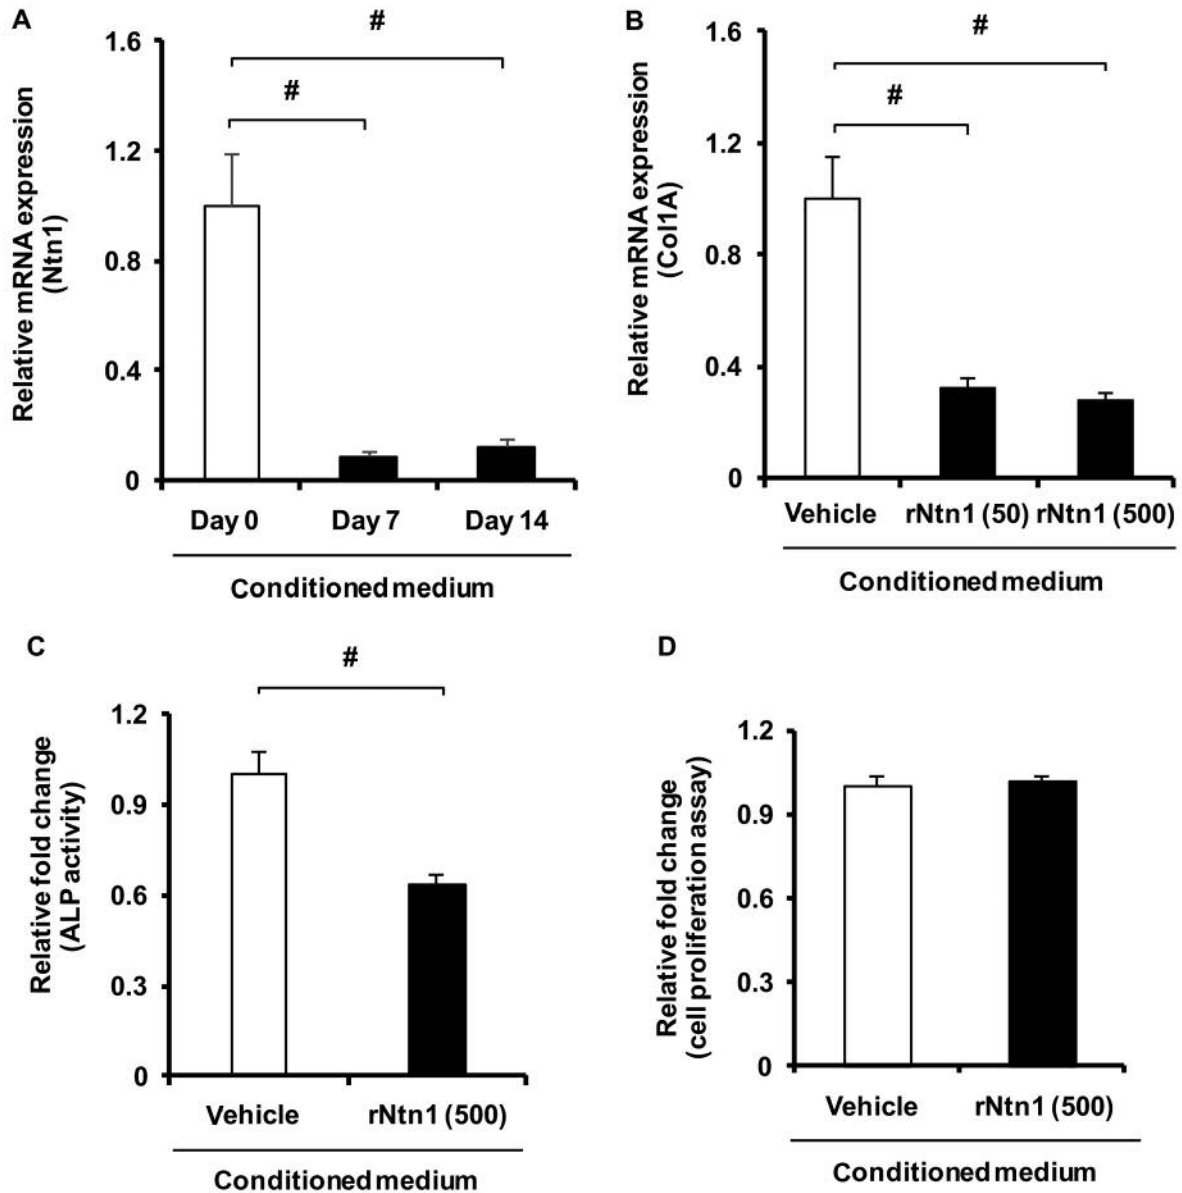 A
#
#
1.6
1.2
0.8
0.4
0
Relative mRNA expression
(Ntn1)
Day 0 Day 7 Day 14
Conditioned medium
B
#
#
1.6
1.2
0.8
0.4
0
Relative mRNA expression
(Col1A)
Vehicle rNtn1 (50) rNtn1 (500)
Conditioned medium
C
#
1.2
0.9
0.6
0.3
0
Relative fold change
(ALP activity)
Vehicle rNtn1 (500)
Conditioned medium
D
1.2
0.9
0.6
0.3
0
Relative fold change
(cell proliferation assay)
Vehicle rNtn1 (500)
Conditioned medium